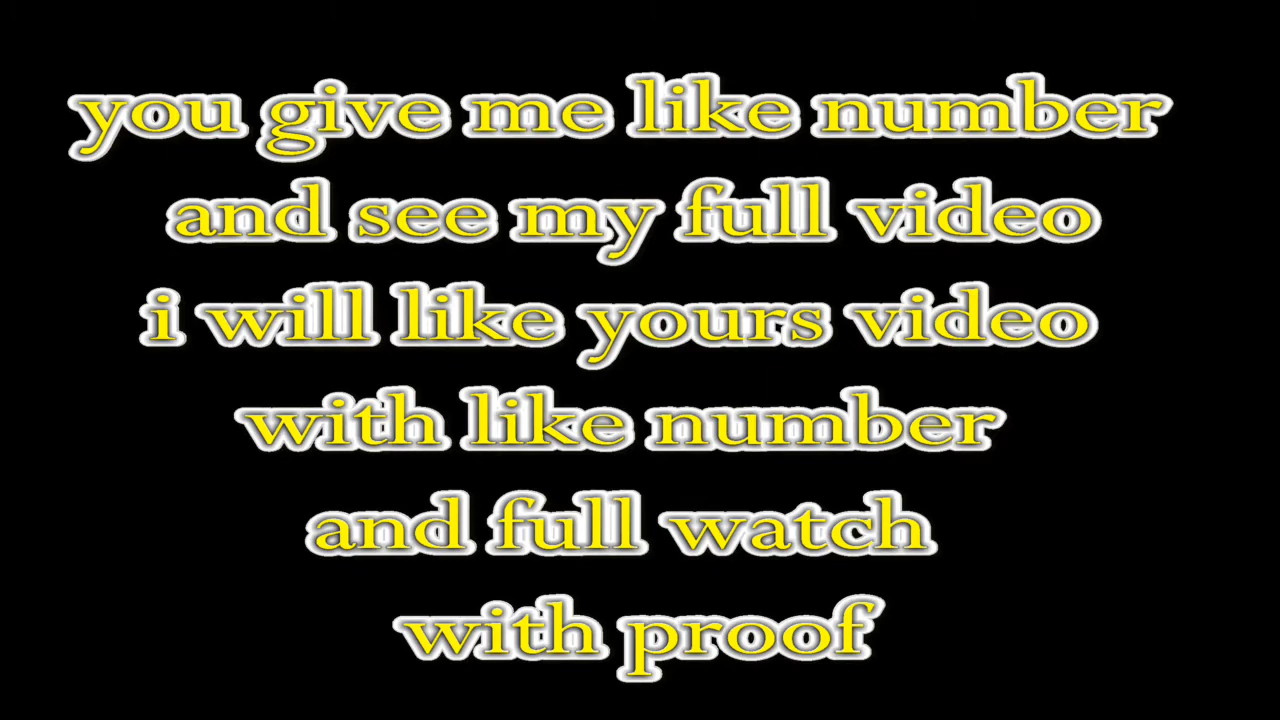 you give me like number
and see my full video
i will like yours video
with like number
and full watch
with proof